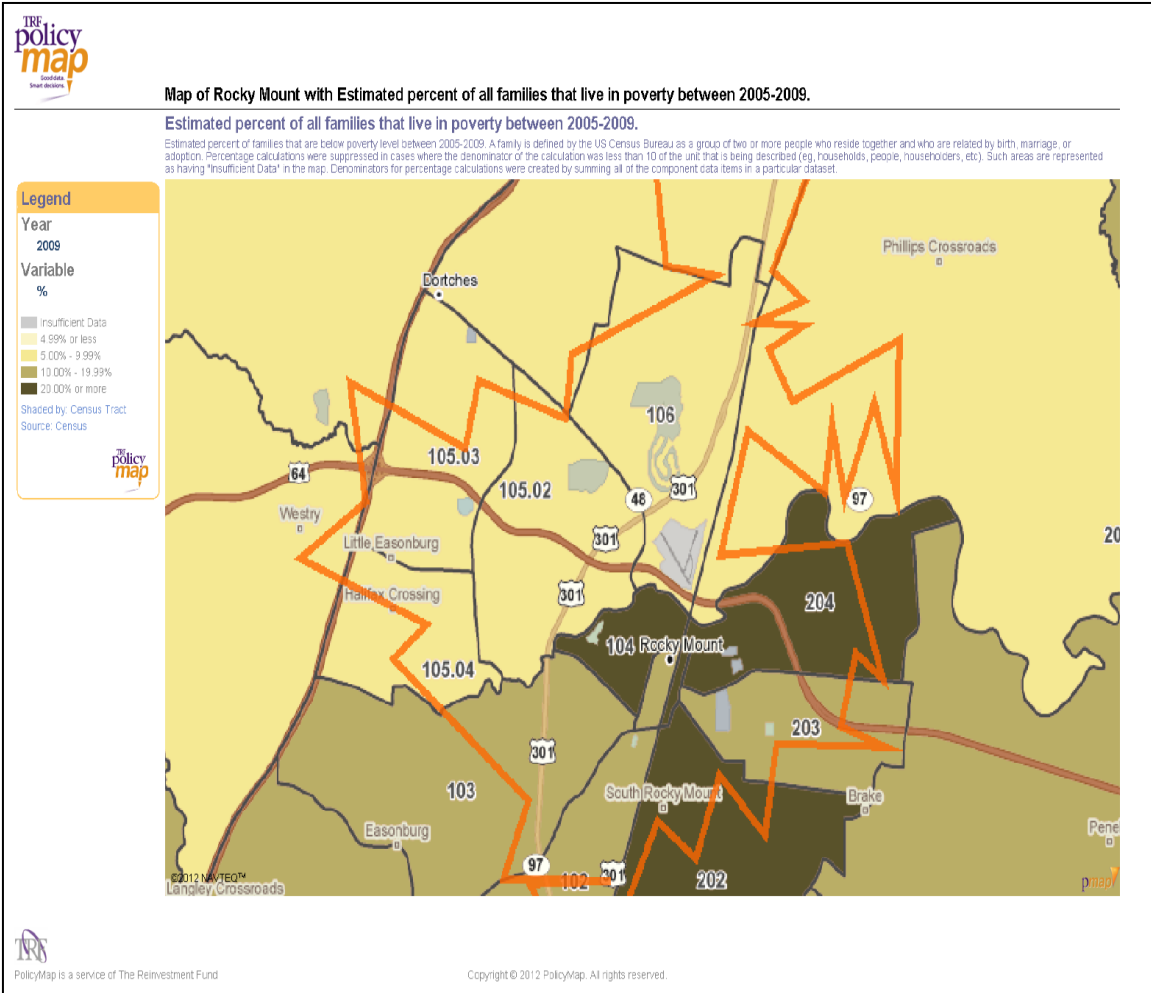 TRF
policy
map
Good data.
Smart decisions.
Map of Rocky Mount with Estimated percent of all families that live in poverty between 2005-2009.
Estimated percent of all families that live in poverty between 2005-2009.
Estimated percent of families that are below poverty level between 2005-2009. A family is defined by the US Census Bureau as a group of two or more people who reside together and who are related by birth, marriage, or
adoption. Percentage calculations were suppressed in cases where the denominator of the calculation was less than 10 of the unit that is being described (eg, households, people, householders, etc). Such areas are represented
as having "Insufficient Data" in the map. Denominators for percentage calculations were created by summing all of the component data items in a particular dataset.
Legend
Year
2009
Variable
%
Insufficient Data
4.99% or less
5.00% - 9.99%
10.00% - 19.99%
20.00% or more
Shaded by: Census Tract
Source: Census
policy
map
Phillips Crossroads
Dortches
106
105.03
64
105.02
48
301
97
Westry
301
20
Little Easonburg
Halifax Crossing
301
204
104
Rocky Mount
105.04
203
301
103
South Rocky Mount
Brake
Easonburg
Pene
97
102
301
202
©2012 NAVTEQ™
Langley Crossroads
pmap
TRF
PolicyMap is a service of The Reinvestment Fund
Copyright © 2012 PolicyMap. All rights reserved.